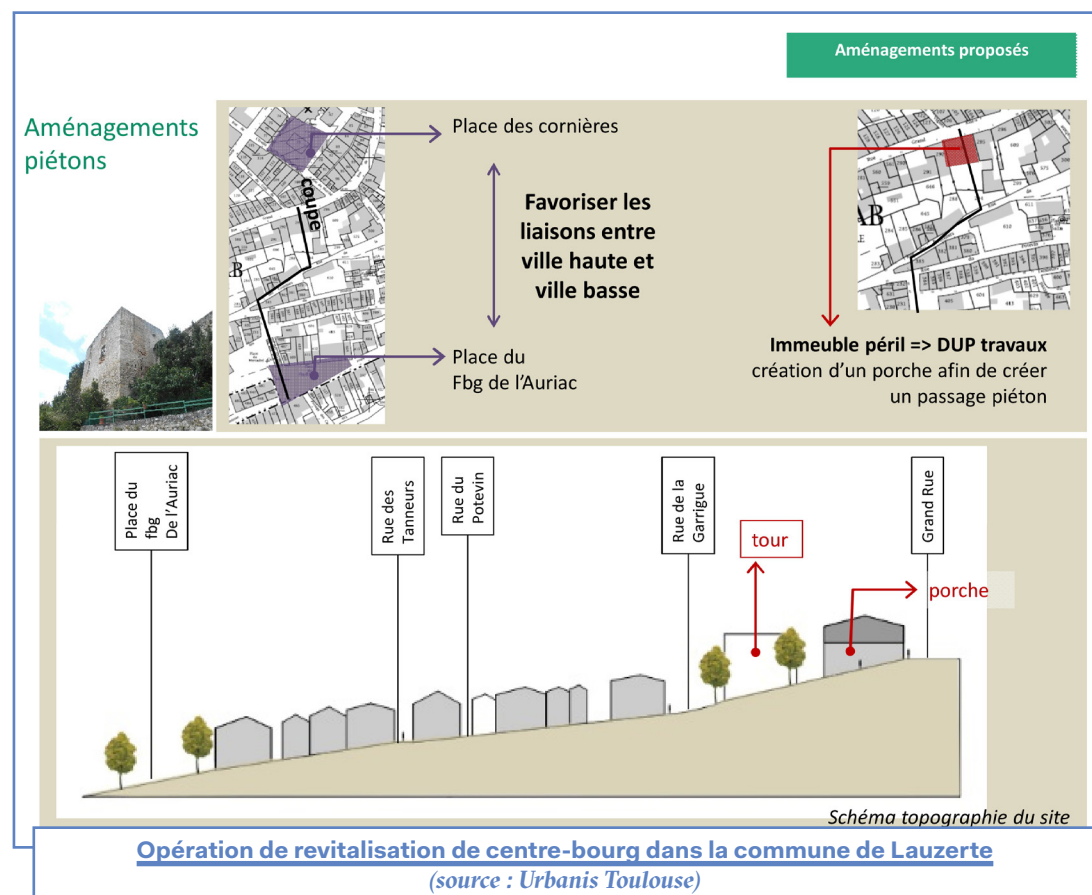 Aménagements proposés
Aménagements
piétons
Place des cornières
coupe
Favoriser les
liaisons entre
ville haute et
ville basse
Place du
Fbg de l’Auriac
AB
Immeuble péril => DUP travaux
création d’un porche afin de créer
un passage piéton
Place du
fbg
De l’Auriac
Rue des
Tanneurs
Rue du
Potevin
Rue de la
Garrigue
tour
Grand Rue
porche
Schéma topographie du site
Opération de revitalisation de centre-bourg dans la commune de Lauzerte
(source : Urbanis Toulouse)